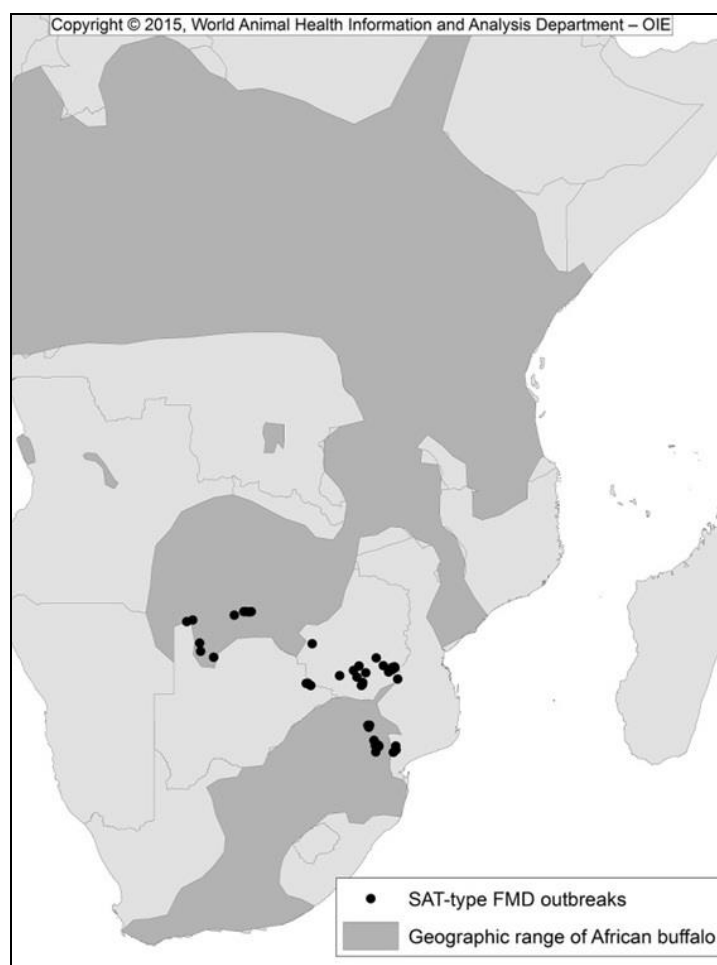 Copyright © 2015, World Animal Health Information and Analysis Department – OIE
SAT-type FMD outbreaks
Geographic range of African buffalo